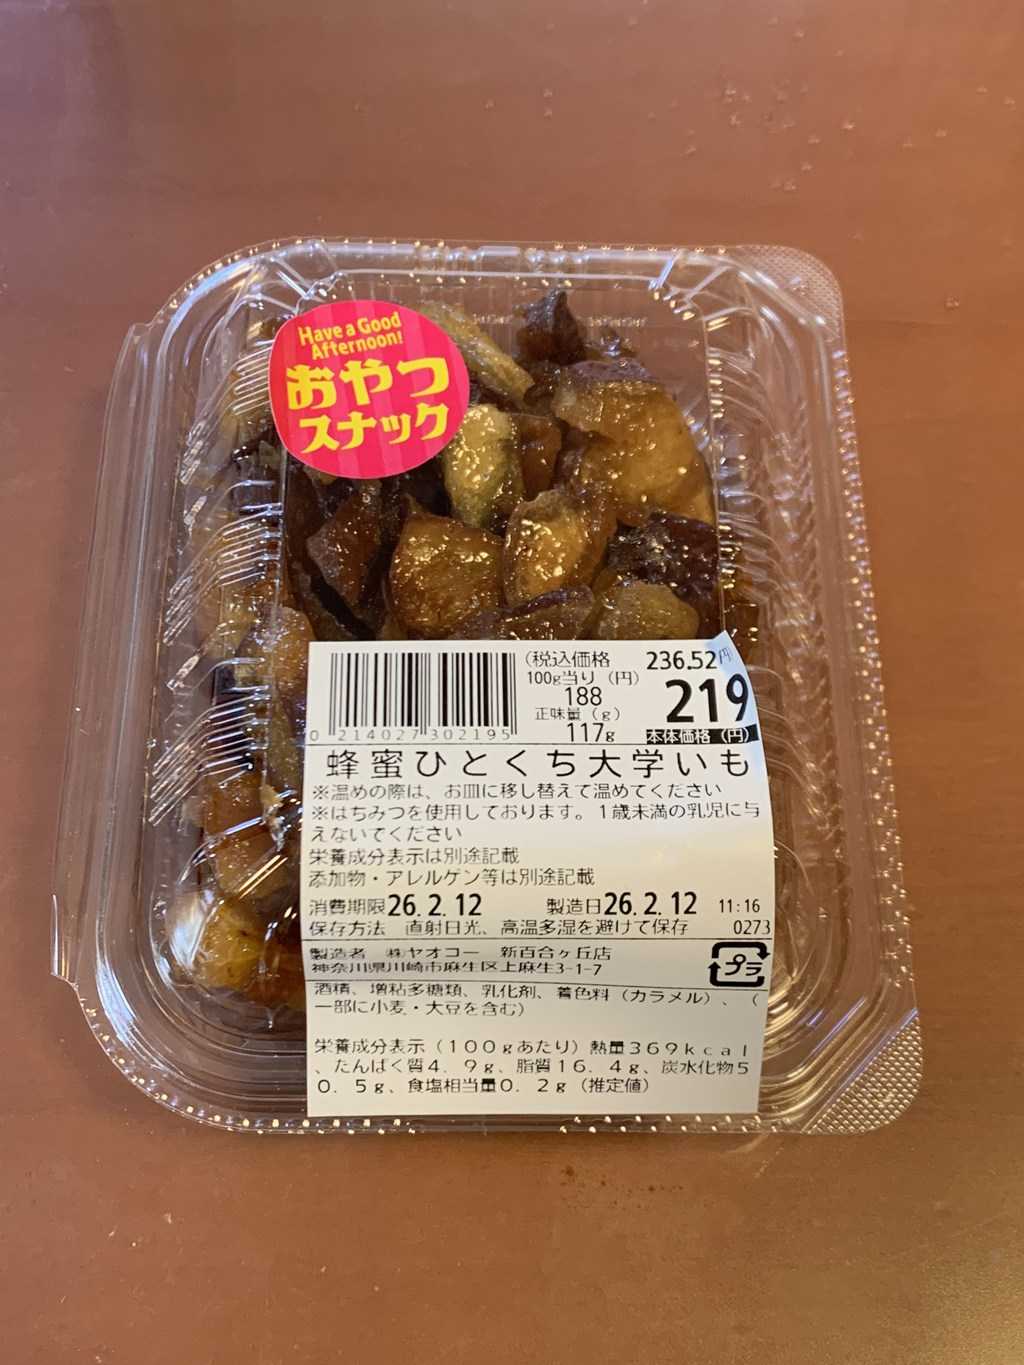 Have a Good
Afternoon!
おやつ
スナック
(税込価格 236.52円)
100g当り (円)
188
219
正味量 (g)
117g
本体価格 (円)
0 214027 302195
蜂蜜ひとくち大学いも
※温めの際は、お皿に移し替えて温めてください
※はちみつを使用しております。1歳未満の乳児に与
えないでください
栄養成分表示は別途記載
添加物・アレルゲン等は別途記載
消費期限26.2.12 製造日26.2.12 11:16
保存方法 直射日光、高温多湿を避けて保存 0273
製造者 ㈱ヤオコー 新百合ヶ丘店
神奈川県川崎市麻生区上麻生3-1-7
プラ
酒精、増粘多糖類、乳化剤、着色料(カラメル)、(
一部に小麦・大豆を含む)
栄養成分表示(100gあたり)熱量369kcal
、たんぱく質4.9g、脂質16.4g、炭水化物5
0.5g、食塩相当量0.2g(推定値)